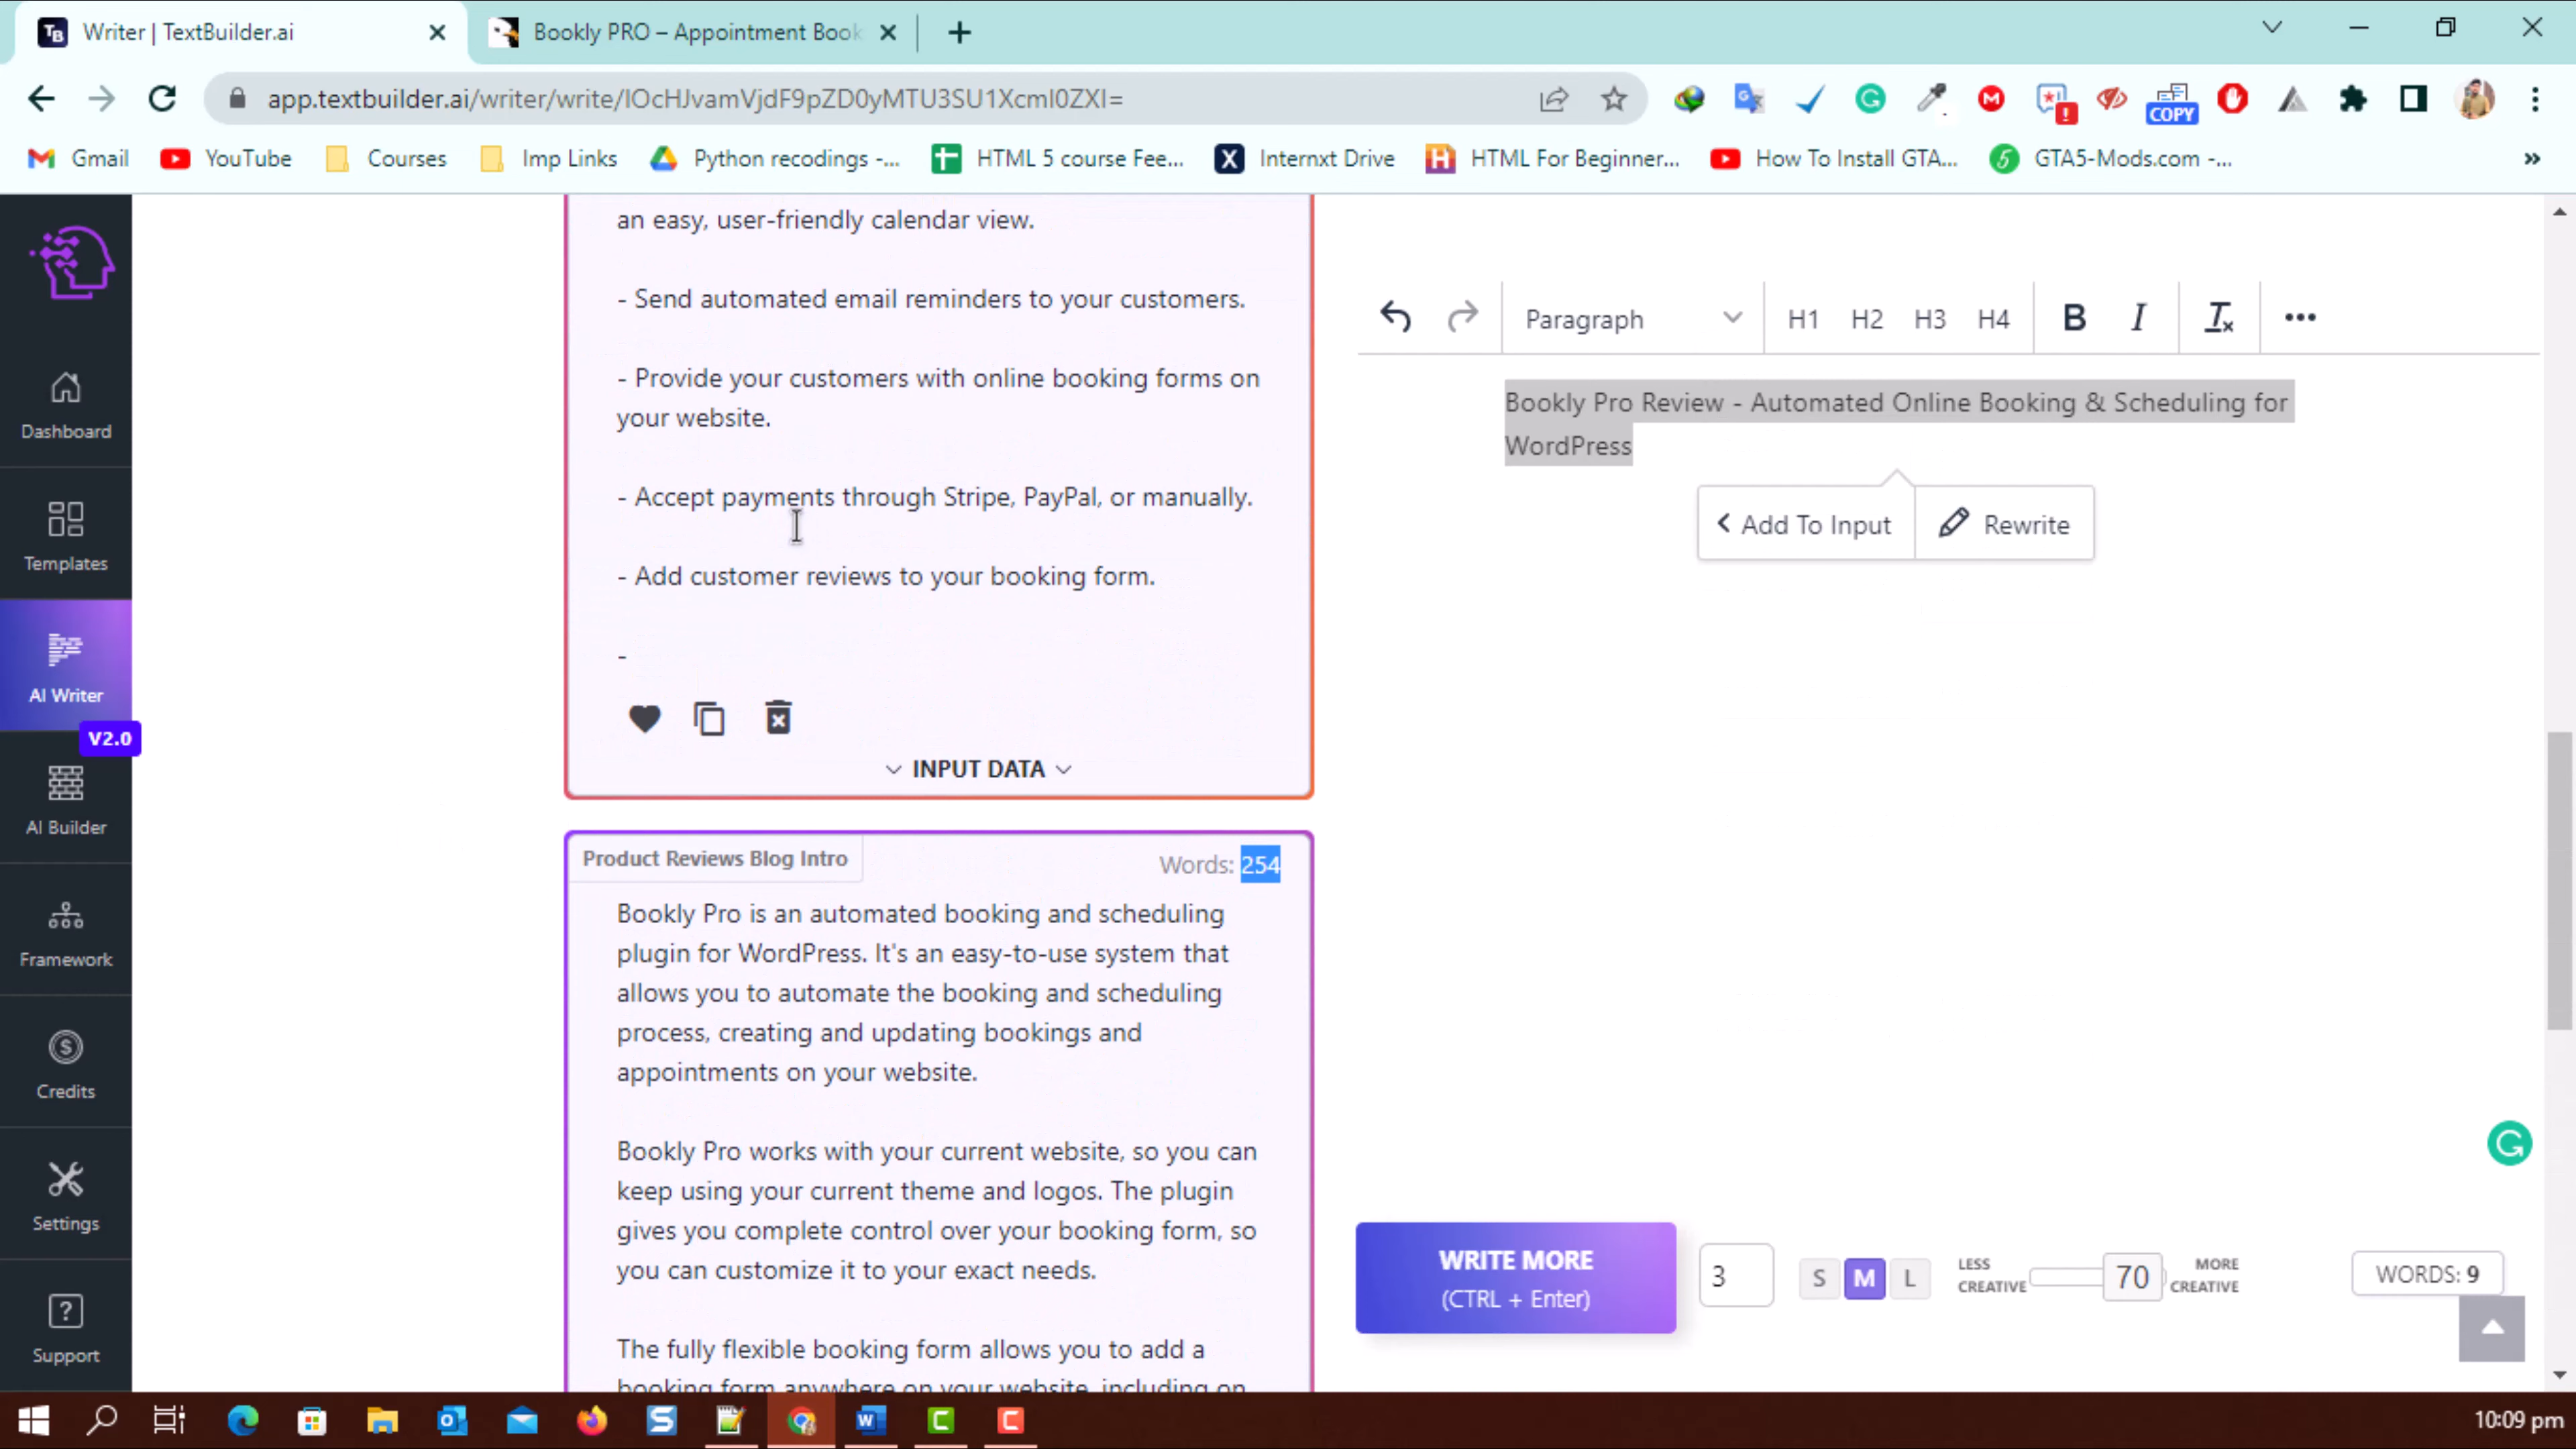 Writer | TextBuilder.ai
Bookly PRO – Appointment Book
app.textbuilder.ai/writer/write/IOcHJvamVjdF9pZD0yMTU3SU1XcmI0ZXI=
COPY
Gmail
YouTube
Courses
Imp Links
Python recodings -...
HTML 5 course Fee...
Internxt Drive
HTML For Beginner...
How To Install GTA...
GTA5-Mods.com -...
Dashboard
Templates
AI Writer
V2.0
AI Builder
Framework
Credits
Settings
Support
an easy, user-friendly calendar view.
- Send automated email reminders to your customers.
- Provide your customers with online booking forms on
your website.
- Accept payments through Stripe, PayPal, or manually.
- Add customer reviews to your booking form.
-
INPUT DATA
Product Reviews Blog Intro
Words: 254
Bookly Pro is an automated booking and scheduling
plugin for WordPress. It's an easy-to-use system that
allows you to automate the booking and scheduling
process, creating and updating bookings and
appointments on your website.
Bookly Pro works with your current website, so you can
keep using your current theme and logos. The plugin
gives you complete control over your booking form, so
you can customize it to your exact needs.
The fully flexible booking form allows you to add a
booking form anywhere on your website, including on
Paragraph
H1 H2 H3 H4
B I
Bookly Pro Review - Automated Online Booking & Scheduling for
WordPress
Add To Input
Rewrite
WRITE MORE
(CTRL + Enter)
3
S M L
LESS
CREATIVE
70
MORE
CREATIVE
WORDS: 9
10:09 pm